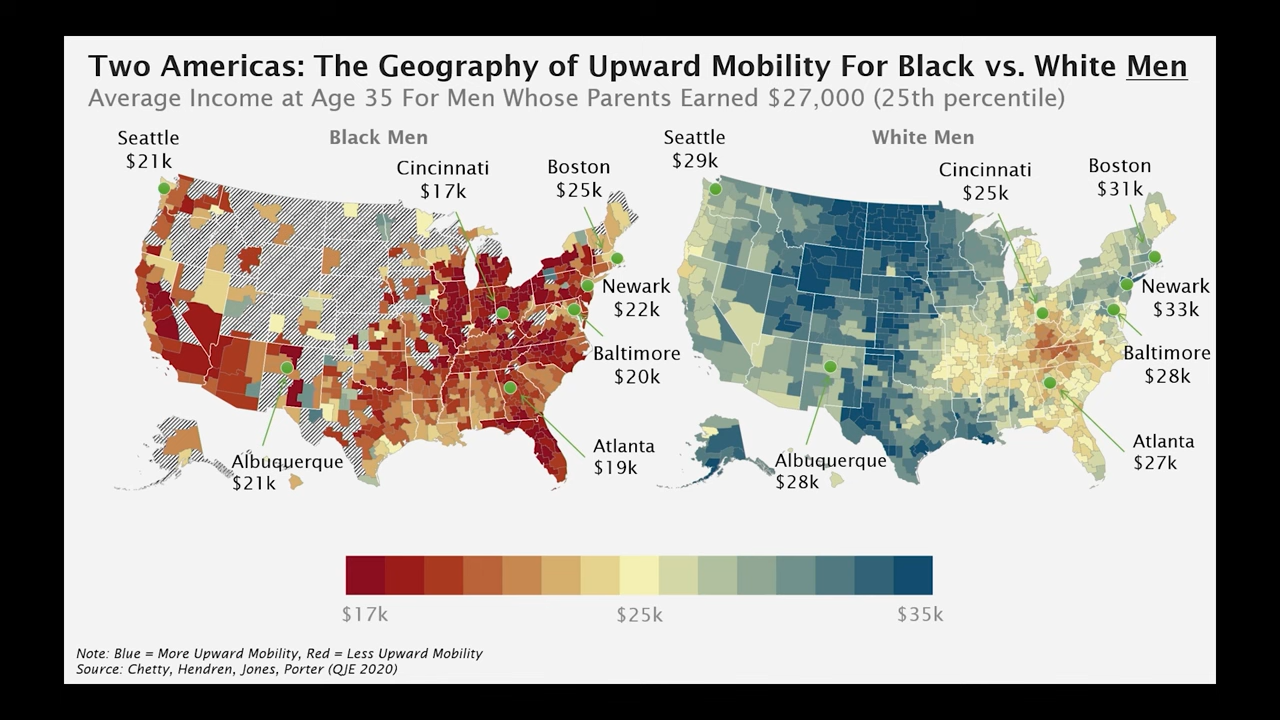 Two Americas: The Geography of Upward Mobility For Black vs. White Men
Average Income at Age 35 For Men Whose Parents Earned $27,000 (25th percentile)
Black Men
Seattle
$21k
Cincinnati
$17k
Boston
$25k
Newark
$22k
Baltimore
$20k
Atlanta
$19k
Albuquerque
$21k
White Men
Seattle
$29k
Cincinnati
$25k
Boston
$31k
Newark
$33k
Baltimore
$28k
Atlanta
$27k
Albuquerque
$28k
$17k
$25k
$35k
Note: Blue = More Upward Mobility, Red = Less Upward Mobility
Source: Chetty, Hendren, Jones, Porter (QJE 2020)